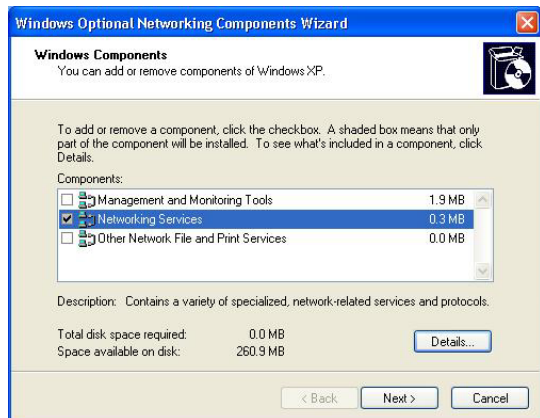 Windows Optional Networking Components Wizard
Windows Components
You can add or remove components of Windows XP.
To add or remove a component, click the checkbox. A shaded box means that only
part of the component will be installed. To see what's included in a component, click
Details.
Components:
Management and Monitoring Tools 1.9 MB
Networking Services 0.3 MB
Other Network File and Print Services 0.0 MB
Description: Contains a variety of specialized, network-related services and protocols.
Total disk space required: 0.0 MB
Space available on disk: 260.9 MB
Details...
< Back Next > Cancel